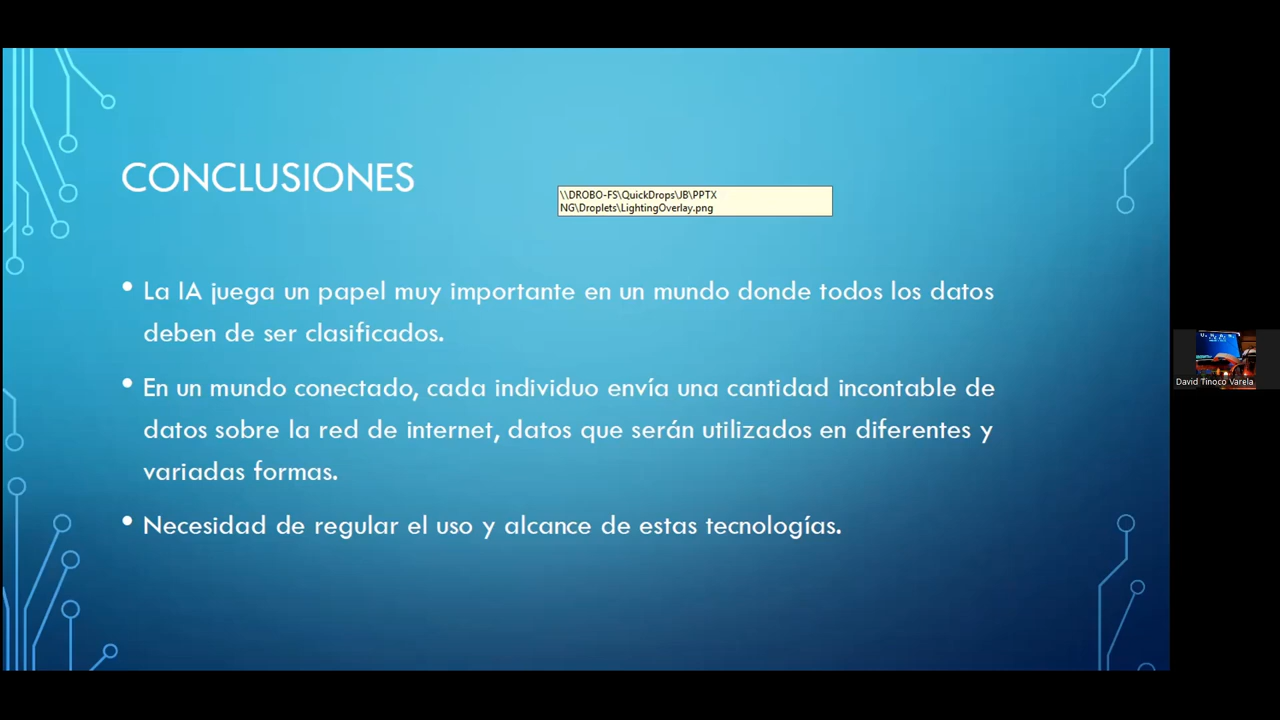 CONCLUSIONES
\\DROBO-FS\QuickDrops\JB\PPTX
NG\Droplets\LightingOverlay.png
• La IA juega un papel muy importante en un mundo donde todos los datos
deben de ser clasificados.
• En un mundo conectado, cada individuo envía una cantidad incontable de
datos sobre la red de internet, datos que serán utilizados en diferentes y
variadas formas.
• Necesidad de regular el uso y alcance de estas tecnologías.
David Tinoco Varela